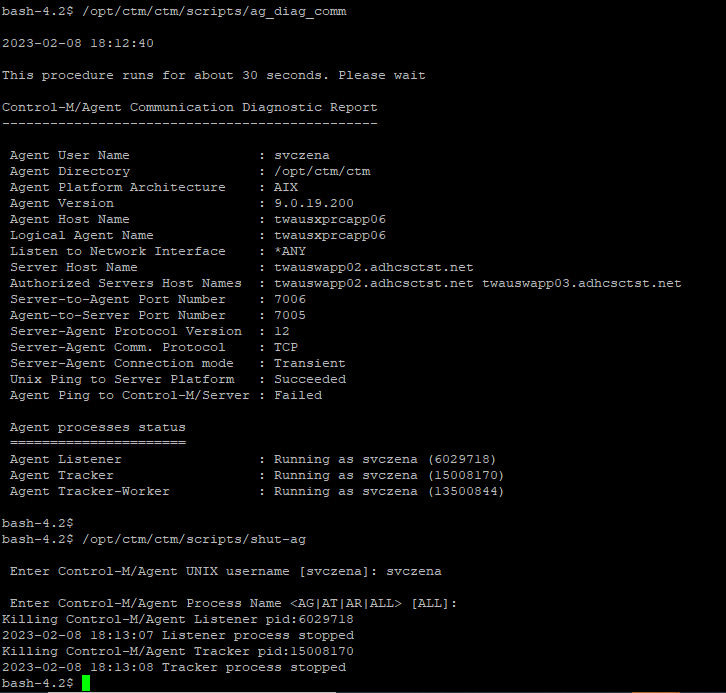 bash-4.2$ /opt/ctm/ctm/scripts/ag_diag_comm
2023-02-08 18:12:40
This procedure runs for about 30 seconds. Please wait
Control-M/Agent Communication Diagnostic Report
-----------------------------------------------
Agent User Name                : svczena
Agent Directory                : /opt/ctm/ctm
Agent Platform Architecture    : AIX
Agent Version                  : 9.0.19.200
Agent Host Name                : twausxprcapp06
Logical Agent Name             : twausxprcapp06
Listen to Network Interface    : *ANY
Server Host Name               : twauswapp02.adhcsctst.net
Authorized Servers Host Names  : twauswapp02.adhcsctst.net twauswapp03.adhcsctst.net
Server-to-Agent Port Number    : 7006
Agent-to-Server Port Number    : 7005
Server-Agent Protocol Version  : 12
Server-Agent Comm. Protocol    : TCP
Server-Agent Connection mode   : Transient
Unix Ping to Server Platform   : Succeeded
Agent Ping to Control-M/Server : Failed
Agent processes status
======================
Agent Listener                 : Running as svczena (6029718)
Agent Tracker                  : Running as svczena (15008170)
Agent Tracker-Worker           : Running as svczena (13500844)
bash-4.2$
bash-4.2$ /opt/ctm/ctm/scripts/shut-ag
Enter Control-M/Agent UNIX username [svczena]: svczena
Enter Control-M/Agent Process Name <AG|AT|AR|ALL> [ALL]:
Killing Control-M/Agent Listener pid:6029718
2023-02-08 18:13:07 Listener process stopped
Killing Control-M/Agent Tracker pid:15008170
2023-02-08 18:13:08 Tracker process stopped
bash-4.2$